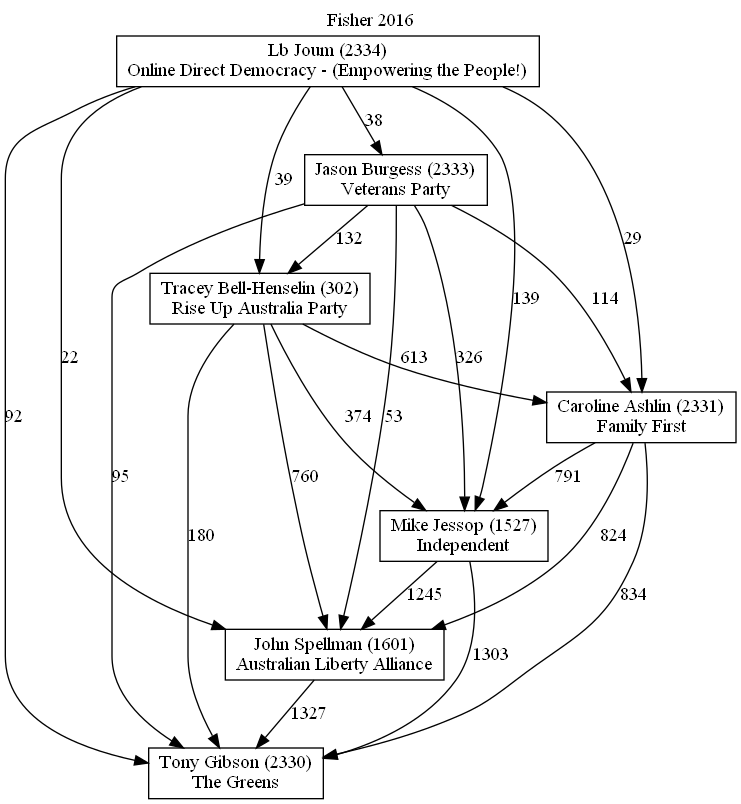 Fisher 2016
Lb Joum (2334)
Online Direct Democracy - (Empowering the People!)
38
Jason Burgess (2333)
Veterans Party
39
132
29
Tracey Bell-Henselin (302)
Rise Up Australia Party
139
114
22
613
326
92
374
53
Caroline Ashlin (2331)
Family First
95
760
791
180
Mike Jessop (1527)
Independent
824
1245
834
John Spellman (1601)
Australian Liberty Alliance
1303
1327
Tony Gibson (2330)
The Greens